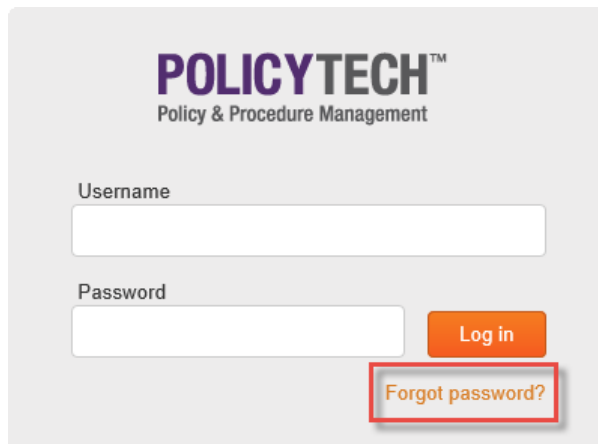 POLICYTECH™
Policy & Procedure Management
Username
Password
Log in
Forgot password?